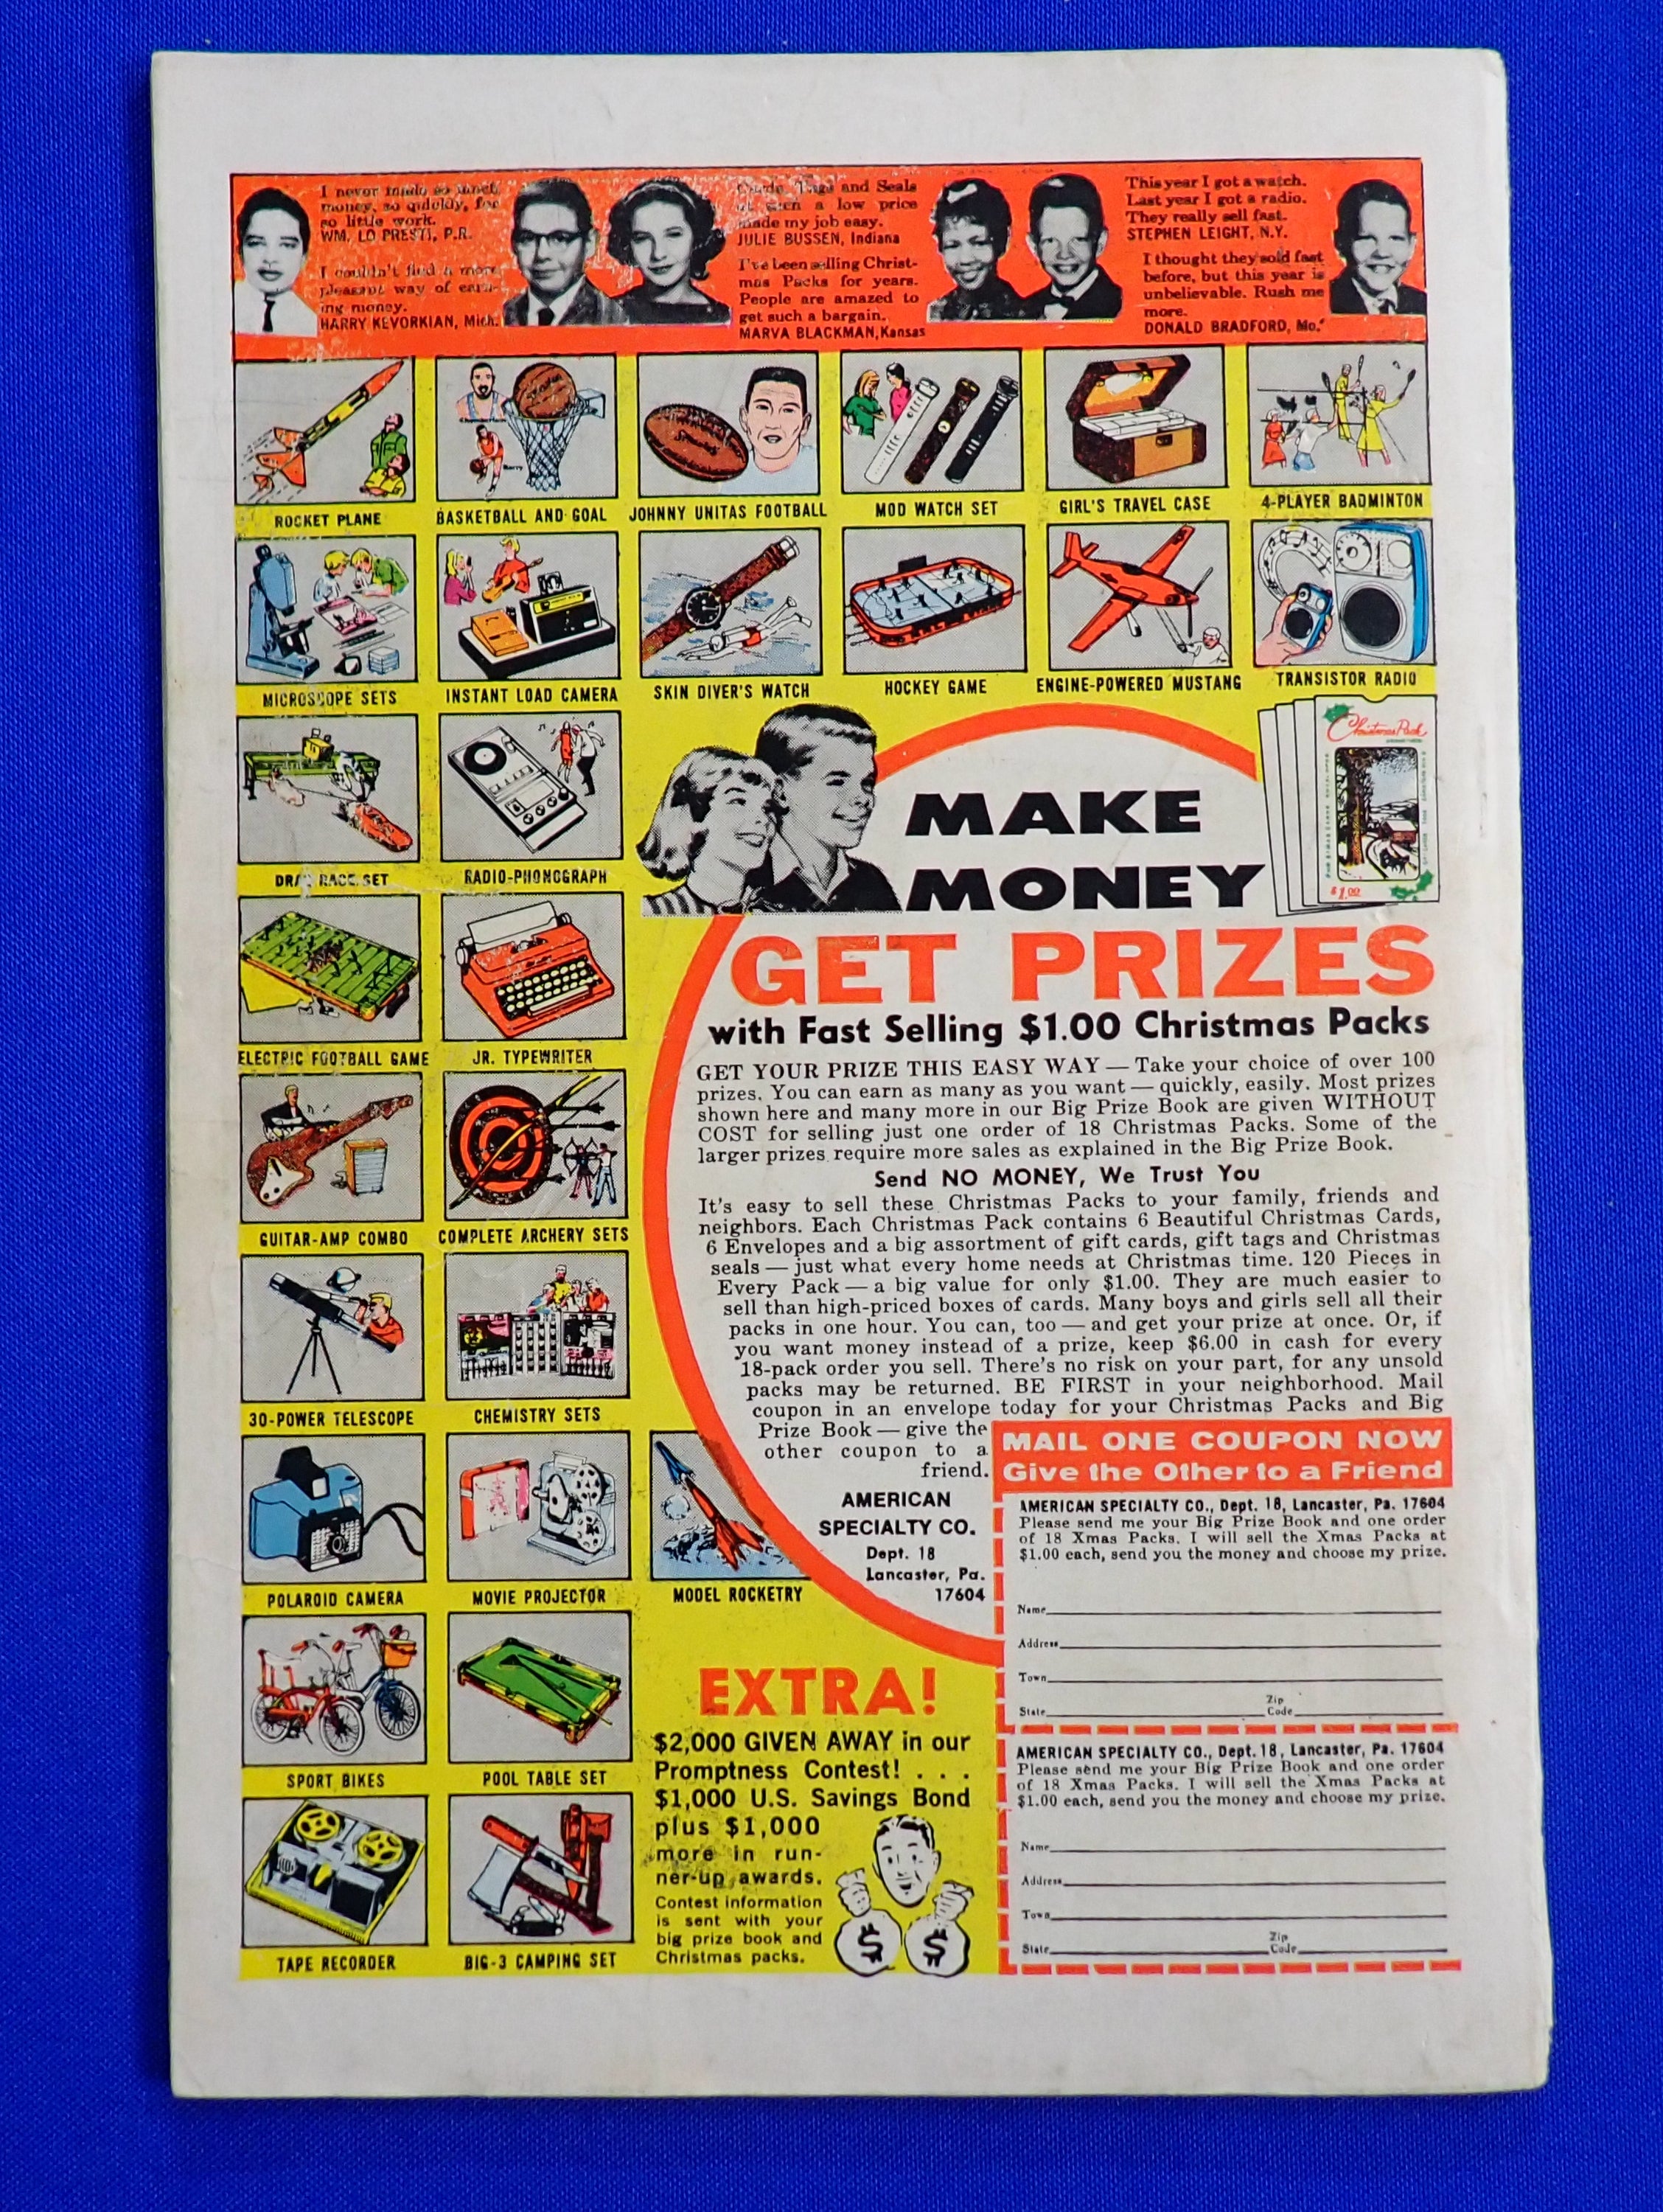 I never made so much
money, so quickly, for
so little work.
WM. LO PRESTI, P.R.
I couldn't find a more
pleasant way of earn-
ing money.
HARRY KEVORKIAN, Mich.
Cards, Tags and Seals
at such a low price
made my job easy.
JULIE BUSSEN, Indiana
I've been selling Christ-
mas Packs for years.
People are amazed to
get such a bargain.
MARVA BLACKMAN, Kansas
This year I got a watch.
Last year I got a radio.
They really sell fast.
STEPHEN LEIGHT, N.Y.
I thought they sold fast
before, but this year is
unbelievable. Rush me
more.
DONALD BRADFORD, Mo.
Barry
ROCKET PLANE
BASKETBALL AND GOAL
JOHNNY UNITAS FOOTBALL
MOD WATCH SET
GIRL'S TRAVEL CASE
4-PLAYER BADMINTON
MICROSCOPE SETS
INSTANT LOAD CAMERA
SKIN DIVER'S WATCH
HOCKEY GAME
ENGINE-POWERED MUSTANG
TRANSISTOR RADIO
DRAG RACE SET
RADIO-PHONOGRAPH
Christmas Pack
$1.00
MAKE
MONEY
GET PRIZES
with Fast Selling $1.00 Christmas Packs
ELECTRIC FOOTBALL GAME
JR. TYPEWRITER
GUITAR-AMP COMBO
COMPLETE ARCHERY SETS
30-POWER TELESCOPE
CHEMISTRY SETS
POLAROID CAMERA
MOVIE PROJECTOR
MODEL ROCKETRY
SPORT BIKES
POOL TABLE SET
TAPE RECORDER
BIG-3 CAMPING SET
GET YOUR PRIZE THIS EASY WAY — Take your choice of over 100
prizes. You can earn as many as you want — quickly, easily. Most prizes
shown here and many more in our Big Prize Book are given WITHOUT
COST for selling just one order of 18 Christmas Packs. Some of the
larger prizes require more sales as explained in the Big Prize Book.
Send NO MONEY, We Trust You
It's easy to sell these Christmas Packs to your family, friends and
neighbors. Each Christmas Pack contains 6 Beautiful Christmas Cards,
6 Envelopes and a big assortment of gift cards, gift tags and Christmas
seals — just what every home needs at Christmas time. 120 Pieces in
Every Pack — a big value for only $1.00. They are much easier to
sell than high-priced boxes of cards. Many boys and girls sell all their
packs in one hour. You can, too — and get your prize at once. Or, if
you want money instead of a prize, keep $6.00 in cash for every
18-pack order you sell. There's no risk on your part, for any unsold
packs may be returned. BE FIRST in your neighborhood. Mail
coupon in an envelope today for your Christmas Packs and Big
Prize Book — give the
other coupon to a
friend.
AMERICAN
SPECIALTY CO.
Dept. 18
Lancaster, Pa.
17604
EXTRA!
$2,000 GIVEN AWAY in our
Promptness Contest! . . .
$1,000 U.S. Savings Bond
plus $1,000
more in run-
ner-up awards.
Contest information
is sent with your
big prize book and
Christmas packs.
$ $
MAIL ONE COUPON NOW
Give the Other to a Friend
AMERICAN SPECIALTY CO., Dept. 18, Lancaster, Pa. 17604
Please send me your Big Prize Book and one order
of 18 Xmas Packs. I will sell the Xmas Packs at
$1.00 each, send you the money and choose my prize.
Name
Address
Town
State Zip Code
AMERICAN SPECIALTY CO., Dept. 18, Lancaster, Pa. 17604
Please send me your Big Prize Book and one order
of 18 Xmas Packs. I will sell the Xmas Packs at
$1.00 each, send you the money and choose my prize.
Name
Address
Town
State Zip Code